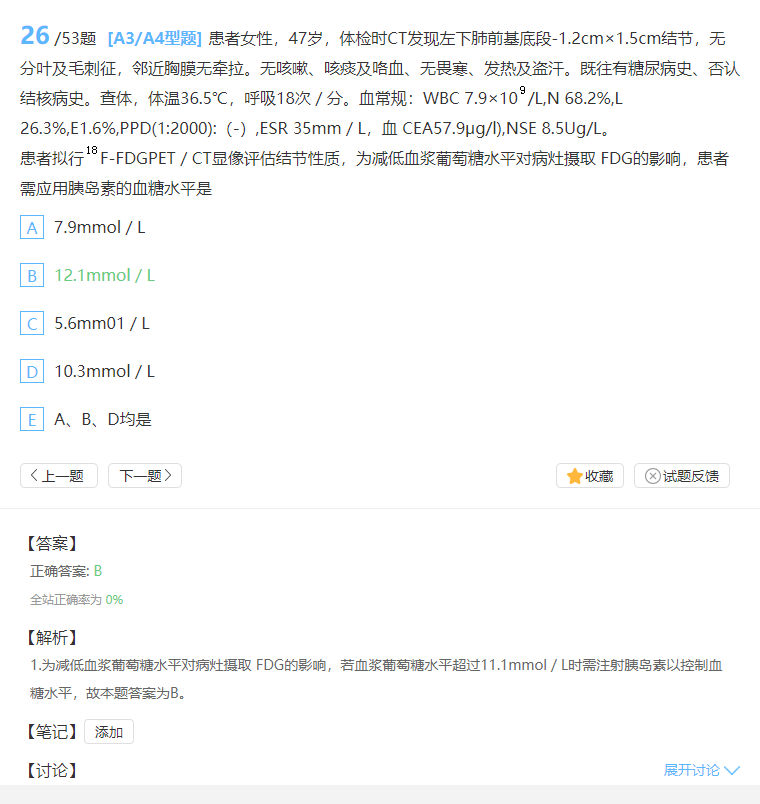 26 /53题 [A3/A4型题] 患者女性，47岁，体检时CT发现左下肺前基底段-1.2cm×1.5cm结节，无
分叶及毛刺征，邻近胸膜无牵拉。无咳嗽、咳痰及咯血、无畏寒、发热及盗汗。既往有糖尿病史、否认
结核病史。查体，体温36.5℃，呼吸18次 / 分。血常规：WBC 7.9×10⁹/L,N 68.2%,L
26.3%,E1.6%,PPD(1:2000):（-）,ESR 35mm / L，血 CEA57.9μg/l),NSE 8.5Ug/L。
患者拟行¹⁸F-FDGPET / CT显像评估结节性质，为减低血浆葡萄糖水平对病灶摄取 FDG的影响，患者
需应用胰岛素的血糖水平是
A 7.9mmol / L
B 12.1mmol / L
C 5.6mm01 / L
D 10.3mmol / L
E A、B、D均是
上一题 下一题 收藏 试题反馈
【答案】
正确答案: B
全站正确率为 0%
【解析】
1.为减低血浆葡萄糖水平对病灶摄取 FDG的影响，若血浆葡萄糖水平超过11.1mmol / L时需注射胰岛素以控制血
糖水平，故本题答案为B。
【笔记】 添加
【讨论】 展开讨论